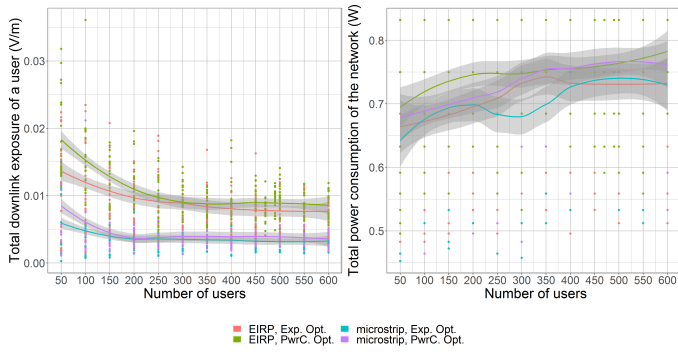 Total downlink exposure of a user (V/m)
0.03
0.02
0.01
0.00
50 100 150 200 250 300 350 400 450 500 550 600
Number of users
Total power consumption of the network (W)
0.8
0.7
0.6
0.5
50 100 150 200 250 300 350 400 450 500 550 600
Number of users
EIRP, Exp. Opt. microstrip, Exp. Opt.
EIRP, PwrC. Opt. microstrip, PwrC. Opt.